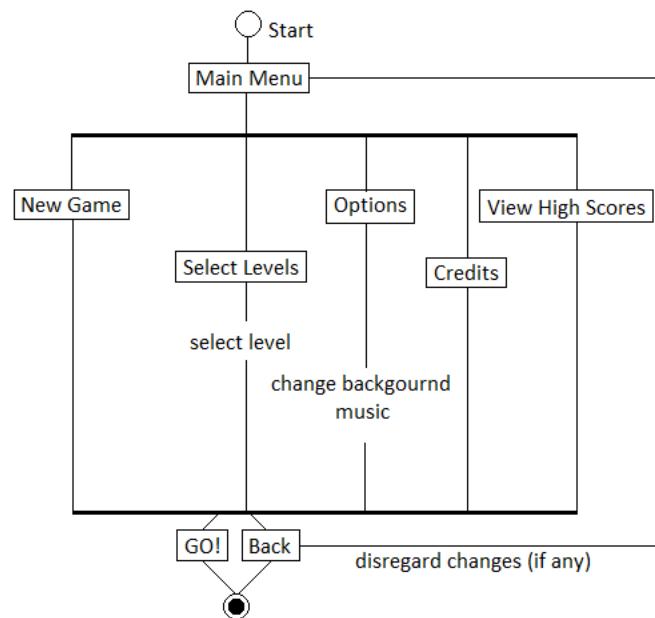 Start
Main Menu
New Game
Options
View High Scores
Select Levels
Credits
select level
change backgournd
music
GO!
Back
disregard changes (if any)